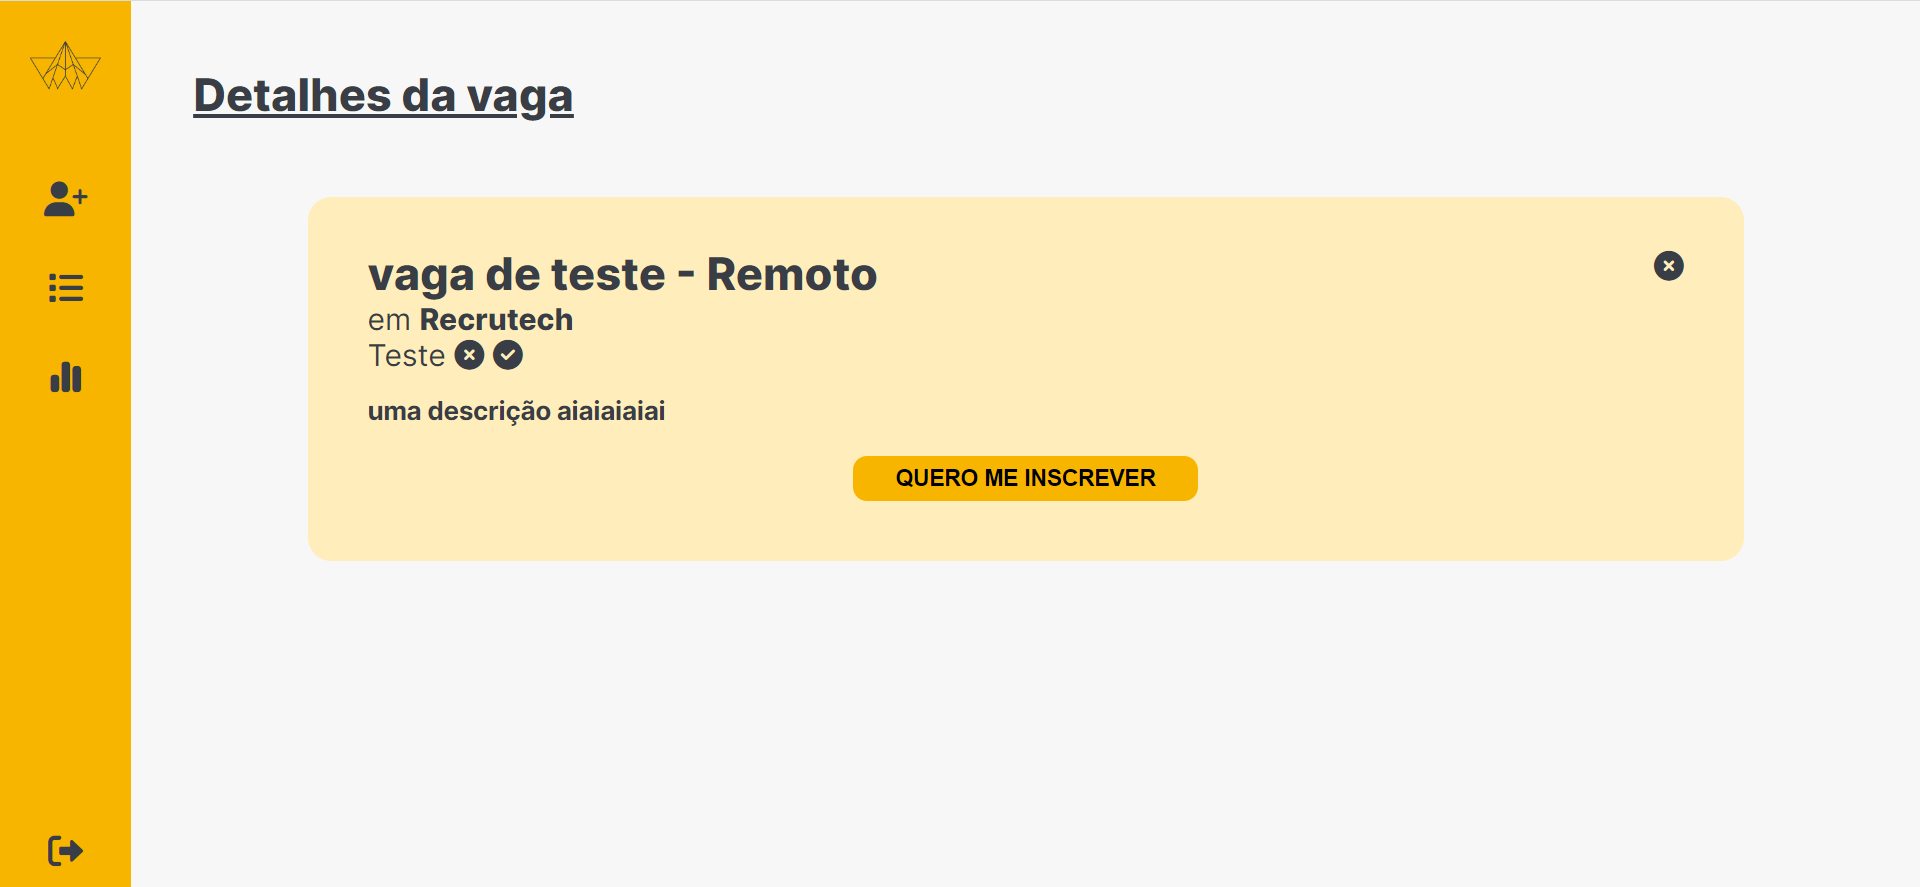 Detalhes da vaga
vaga de teste - Remoto
em Recrutech
Teste
uma descrição aiaiaiaiai
QUERO ME INSCREVER